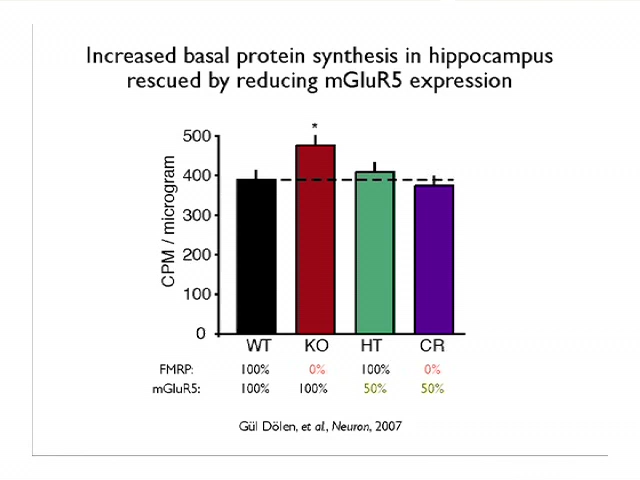 Increased basal protein synthesis in hippocampus
rescued by reducing mGluR5 expression
*
500
400
300
200
100
0
CPM / microgram
WT KO HT CR
FMRP: 100% 0% 100% 0%
mGluR5: 100% 100% 50% 50%
Gül Dölen, et al., Neuron, 2007